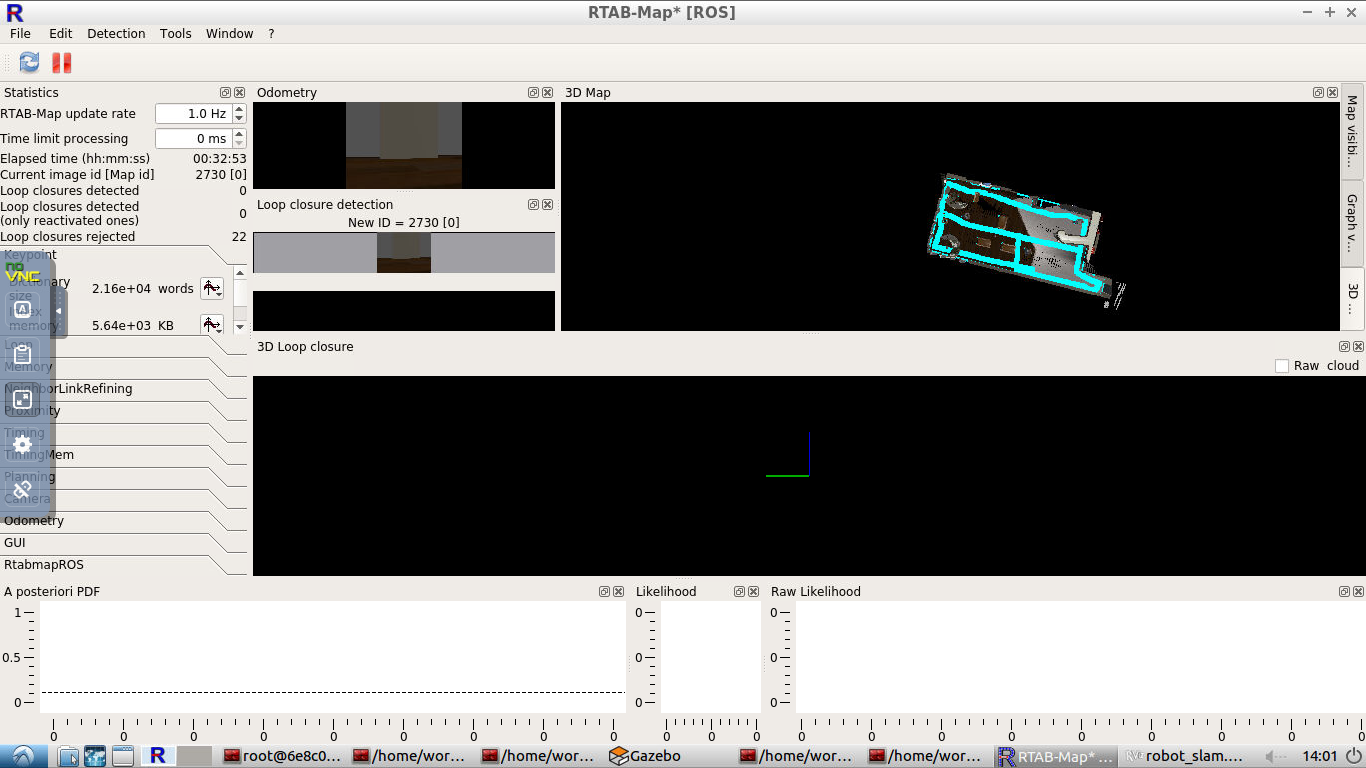 RTAB-Map* [ROS]
File Edit Detection Tools Window ?
Statistics
RTAB-Map update rate 1.0 Hz
Time limit processing 0 ms
Elapsed time (hh:mm:ss) 00:32:53
Current image id [Map id] 2730 [0]
Loop closures detected 0
Loop closures detected
(only reactivated ones) 0
Loop closures rejected 22
Keypoint
Dictionary
size 2.16e+04 words
Index
memory 5.64e+03 KB
Loop
Memory
NeighborLinkRefining
Proximity
Timing
TimingMem
Planning
Camera
Odometry
GUI
RtabmapROS
no
VNC
A
Odometry
Loop closure detection
New ID = 2730 [0]
3D Map
Map visibi...
Graph v...
3D ...
3D Loop closure
Raw cloud
A posteriori PDF
1
0.5
0
0 0 0 0 0 0 0 0 0
Likelihood
0
0
0
0 0 0
Raw Likelihood
0
0
0
0 0 0 0 0 0 0 0 0
R
root@6e8c0...
/home/wor...
/home/wor...
Gazebo
/home/wor...
/home/wor...
RTAB-Map* ...
robot_slam....
14:01